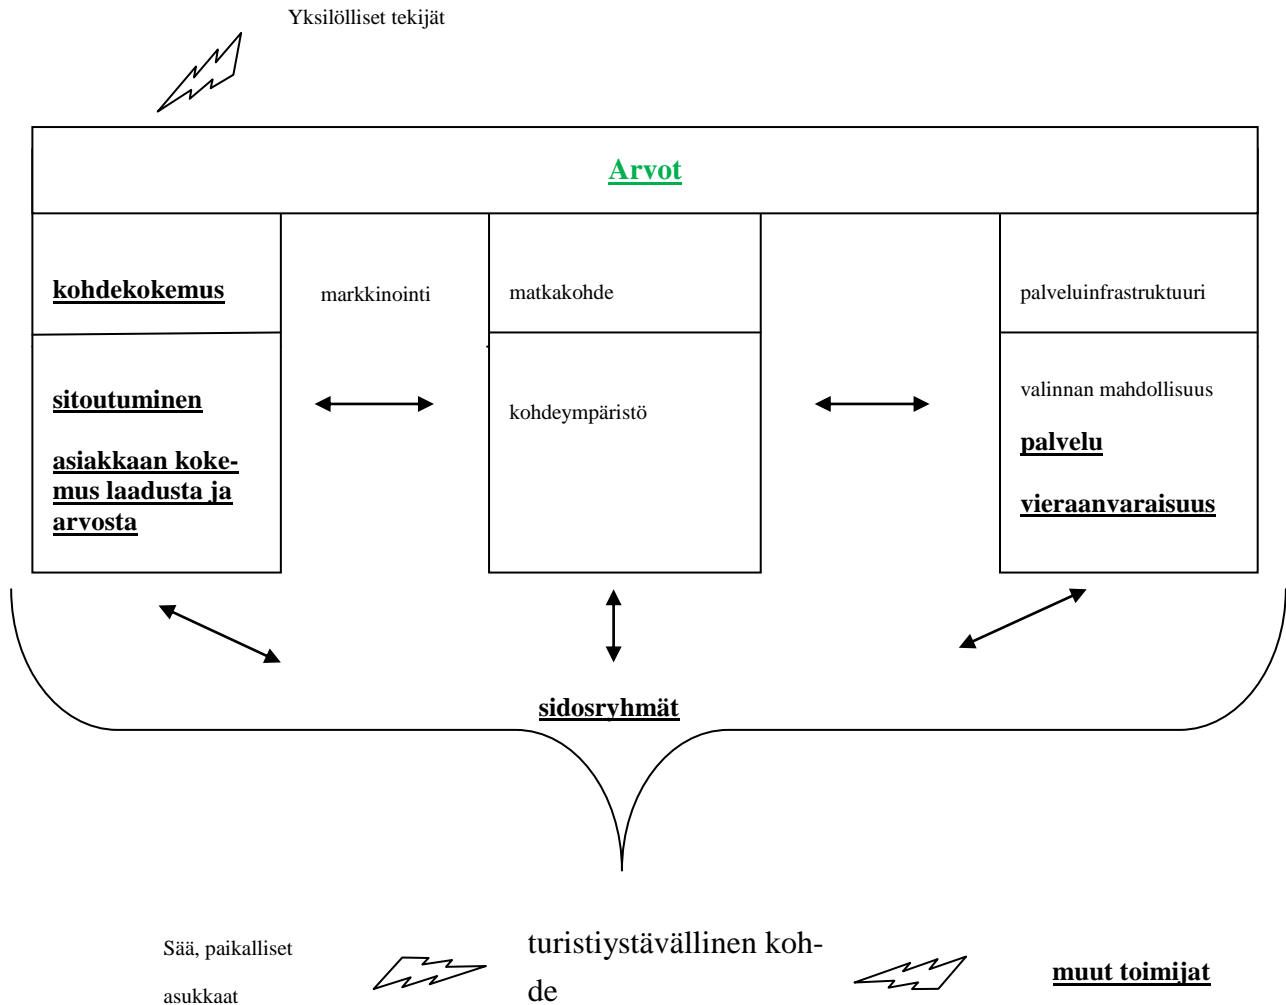 Yksilölliset tekijät
Arvot
kohdekokemus
markkinointi
matkakohde
palveluinfrastruktuuri
sitoutuminen
asiakkaan koke-
mus laadusta ja
arvosta
kohdeympäristö
valinnan mahdollisuus
palvelu
vieraanvaraisuus
sidosryhmät
Sää, paikalliset
asukkaat
turistiystävällinen koh-
de
muut toimijat